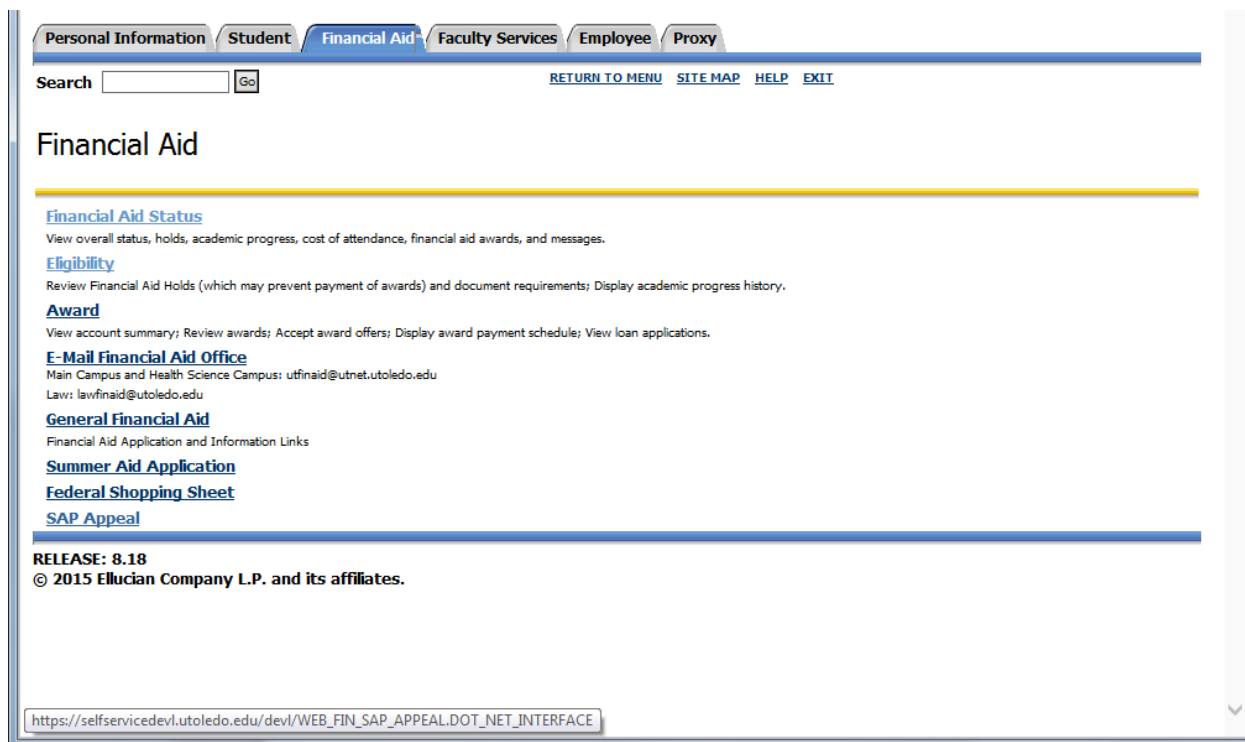 Personal Information Student Financial Aid Faculty Services Employee Proxy
Search Go RETURN TO MENU SITE MAP HELP EXIT
Financial Aid
Financial Aid Status
View overall status, holds, academic progress, cost of attendance, financial aid awards, and messages.
Eligibility
Review Financial Aid Holds (which may prevent payment of awards) and document requirements; Display academic progress history.
Award
View account summary; Review awards; Accept award offers; Display award payment schedule; View loan applications.
E-Mail Financial Aid Office
Main Campus and Health Science Campus: utfinaid@utnet.utoledo.edu
Law: lawfinaid@utoledo.edu
General Financial Aid
Financial Aid Application and Information Links
Summer Aid Application
Federal Shopping Sheet
SAP Appeal
RELEASE: 8.18
© 2015 Ellucian Company L.P. and its affiliates.
https://selfservicedevl.utoledo.edu/devl/WEB_FIN_SAP_APPEAL.DOT_NET_INTERFACE